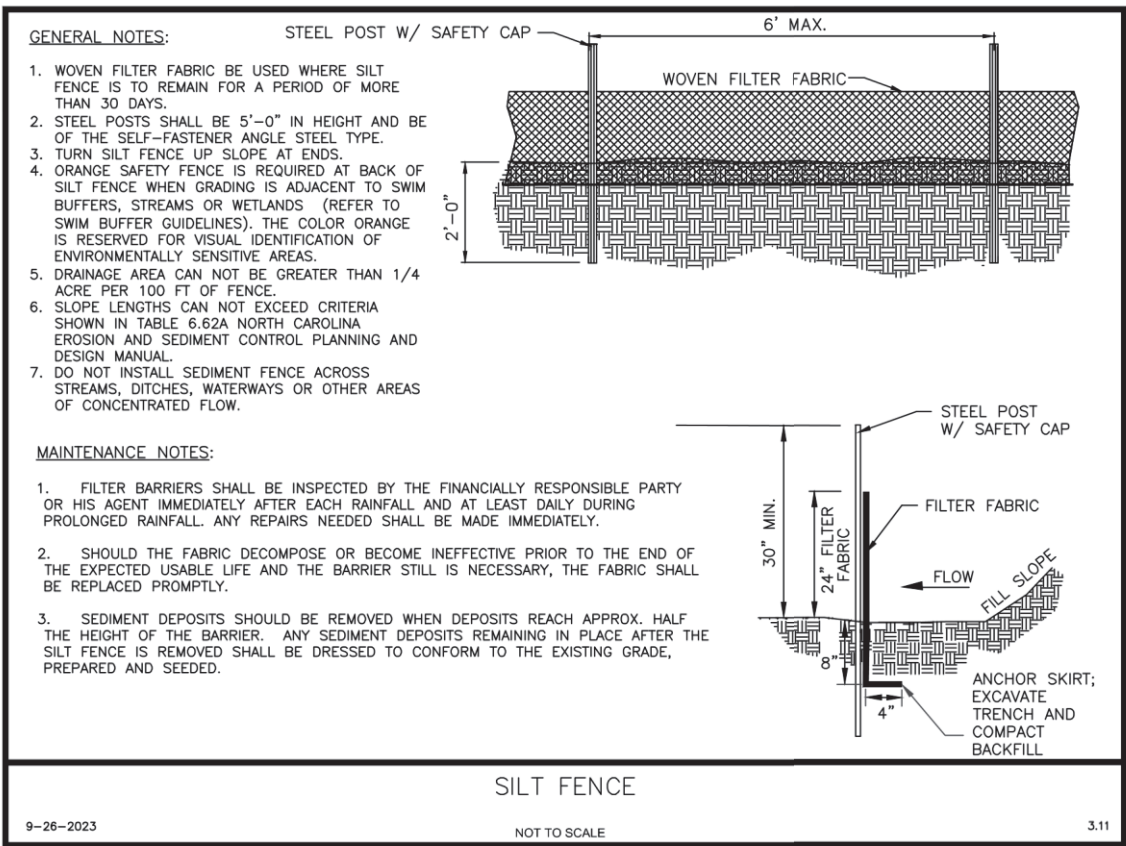 GENERAL NOTES:
1. WOVEN FILTER FABRIC BE USED WHERE SILT
FENCE IS TO REMAIN FOR A PERIOD OF MORE
THAN 30 DAYS.
2. STEEL POSTS SHALL BE 5'-0" IN HEIGHT AND BE
OF THE SELF-FASTENER ANGLE STEEL TYPE.
3. TURN SILT FENCE UP SLOPE AT ENDS.
4. ORANGE SAFETY FENCE IS REQUIRED AT BACK OF
SILT FENCE WHEN GRADING IS ADJACENT TO SWIM
BUFFERS, STREAMS OR WETLANDS (REFER TO
SWIM BUFFER GUIDELINES). THE COLOR ORANGE
IS RESERVED FOR VISUAL IDENTIFICATION OF
ENVIRONMENTALLY SENSITIVE AREAS.
5. DRAINAGE AREA CAN NOT BE GREATER THAN 1/4
ACRE PER 100 FT OF FENCE.
6. SLOPE LENGTHS CAN NOT EXCEED CRITERIA
SHOWN IN TABLE 6.62A NORTH CAROLINA
EROSION AND SEDIMENT CONTROL PLANNING AND
DESIGN MANUAL.
7. DO NOT INSTALL SEDIMENT FENCE ACROSS
STREAMS, DITCHES, WATERWAYS OR OTHER AREAS
OF CONCENTRATED FLOW.
STEEL POST W/ SAFETY CAP
6' MAX.
WOVEN FILTER FABRIC
2'-0"
MAINTENANCE NOTES:
1. FILTER BARRIERS SHALL BE INSPECTED BY THE FINANCIALLY RESPONSIBLE PARTY
OR HIS AGENT IMMEDIATELY AFTER EACH RAINFALL AND AT LEAST DAILY DURING
PROLONGED RAINFALL. ANY REPAIRS NEEDED SHALL BE MADE IMMEDIATELY.
2. SHOULD THE FABRIC DECOMPOSE OR BECOME INEFFECTIVE PRIOR TO THE END OF
THE EXPECTED USABLE LIFE AND THE BARRIER STILL IS NECESSARY, THE FABRIC SHALL
BE REPLACED PROMPTLY.
3. SEDIMENT DEPOSITS SHOULD BE REMOVED WHEN DEPOSITS REACH APPROX. HALF
THE HEIGHT OF THE BARRIER. ANY SEDIMENT DEPOSITS REMAINING IN PLACE AFTER THE
SILT FENCE IS REMOVED SHALL BE DRESSED TO CONFORM TO THE EXISTING GRADE,
PREPARED AND SEEDED.
STEEL POST
W/ SAFETY CAP
30" MIN.
24" FILTER
FABRIC
FILTER FABRIC
FLOW
FILL SLOPE
8"
4"
ANCHOR SKIRT;
EXCAVATE
TRENCH AND
COMPACT
BACKFILL
SILT FENCE
9-26-2023
NOT TO SCALE
3.11